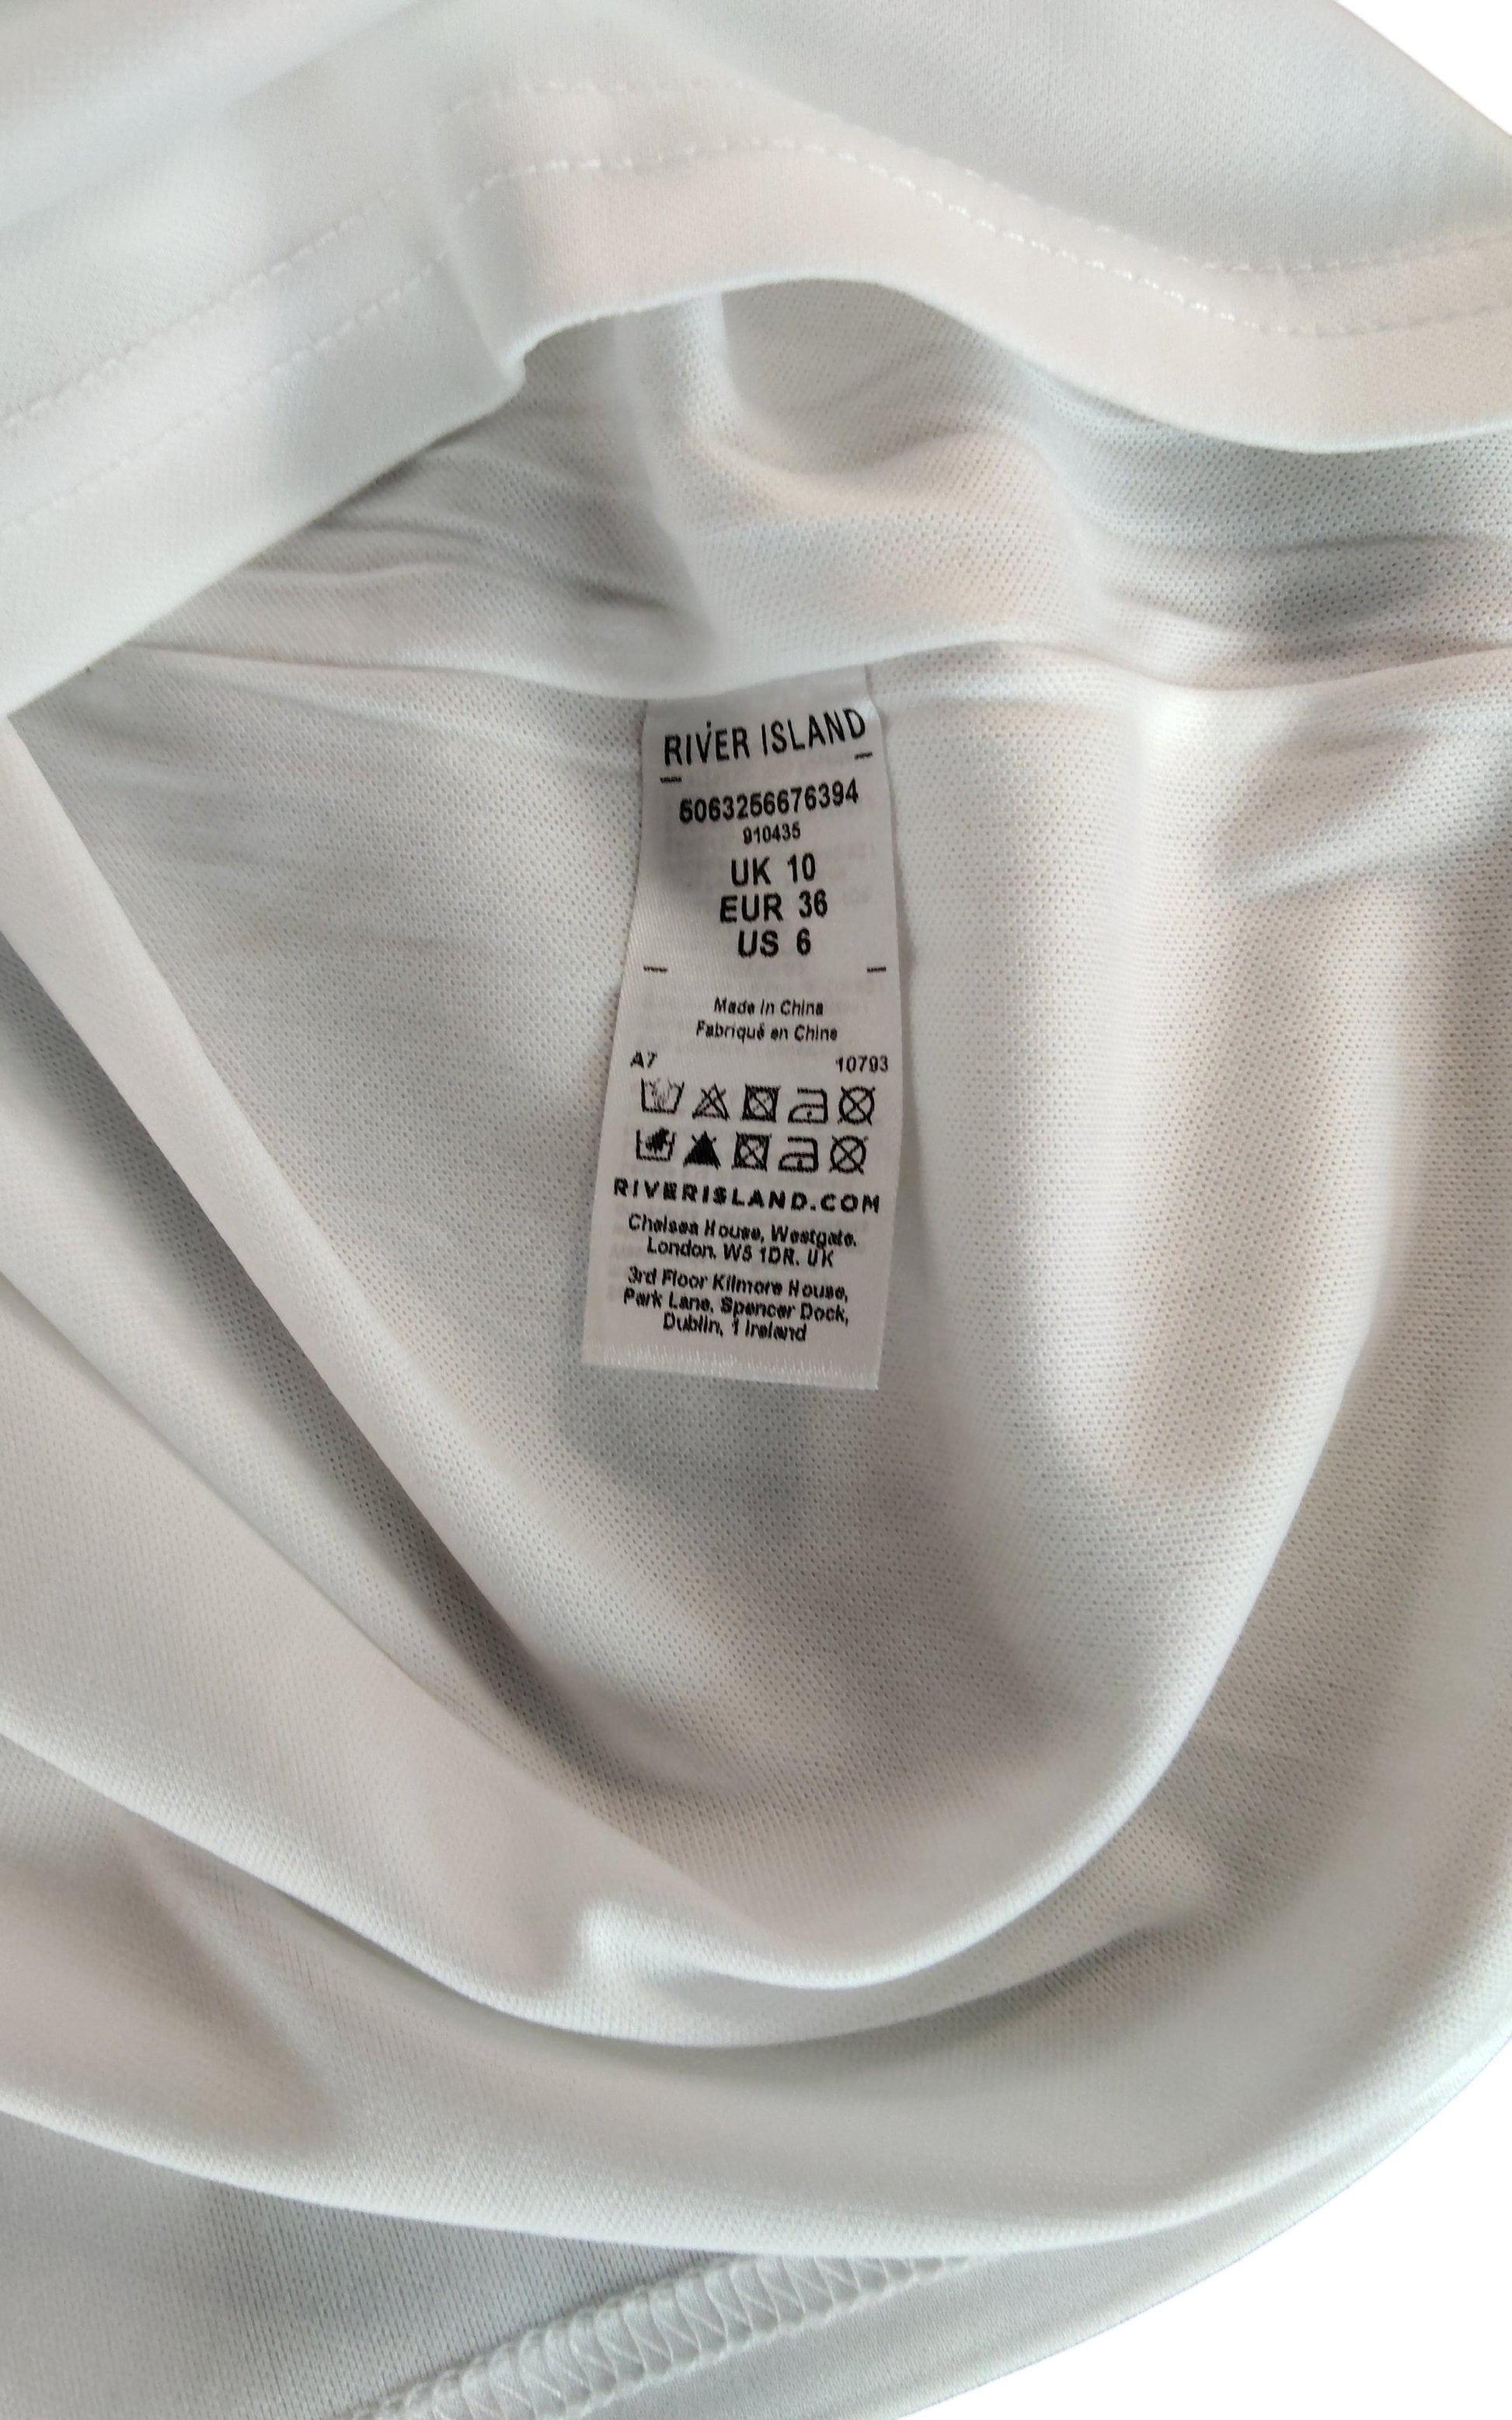 RIVER ISLAND
5063256676394
910435
UK 10
EUR 36
US 6
Made in China
Fabriqué en Chine
A7 10793
RIVERISLAND.COM
Chelsea House, Westgate.
London. W5 1DR. UK
3rd Floor Kilmore House,
Park Lane, Spencer Dock,
Dublin, 1 Ireland